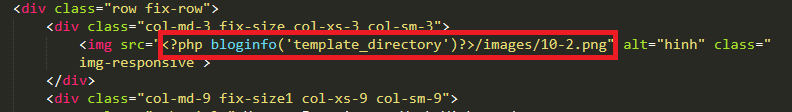 <div class="row fix-row">
<div class="col-md-3 fix-size col-xs-3 col-sm-3">
<img src="<?php bloginfo('template_directory')?>/images/10-2.png" alt="hinh" class="
img-responsive">
</div>
<div class="col-md-9 fix-size1 col-xs-9 col-sm-9">